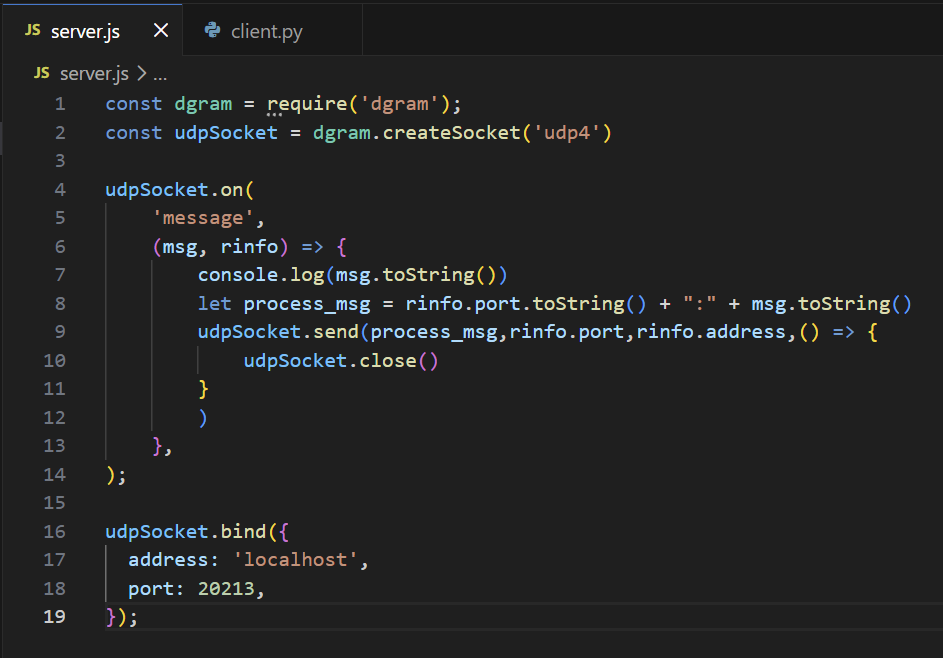 JS server.js × client.py
JS server.js > ...
1 const dgram = require('dgram');
2 const udpSocket = dgram.createSocket('udp4')
3
4 udpSocket.on(
5 'message',
6 (msg, rinfo) => {
7 console.log(msg.toString())
8 let process_msg = rinfo.port.toString() + ":" + msg.toString()
9 udpSocket.send(process_msg,rinfo.port,rinfo.address,() => {
10 udpSocket.close()
11 }
12 )
13 },
14 );
15
16 udpSocket.bind({
17 address: 'localhost',
18 port: 20213,
19 });